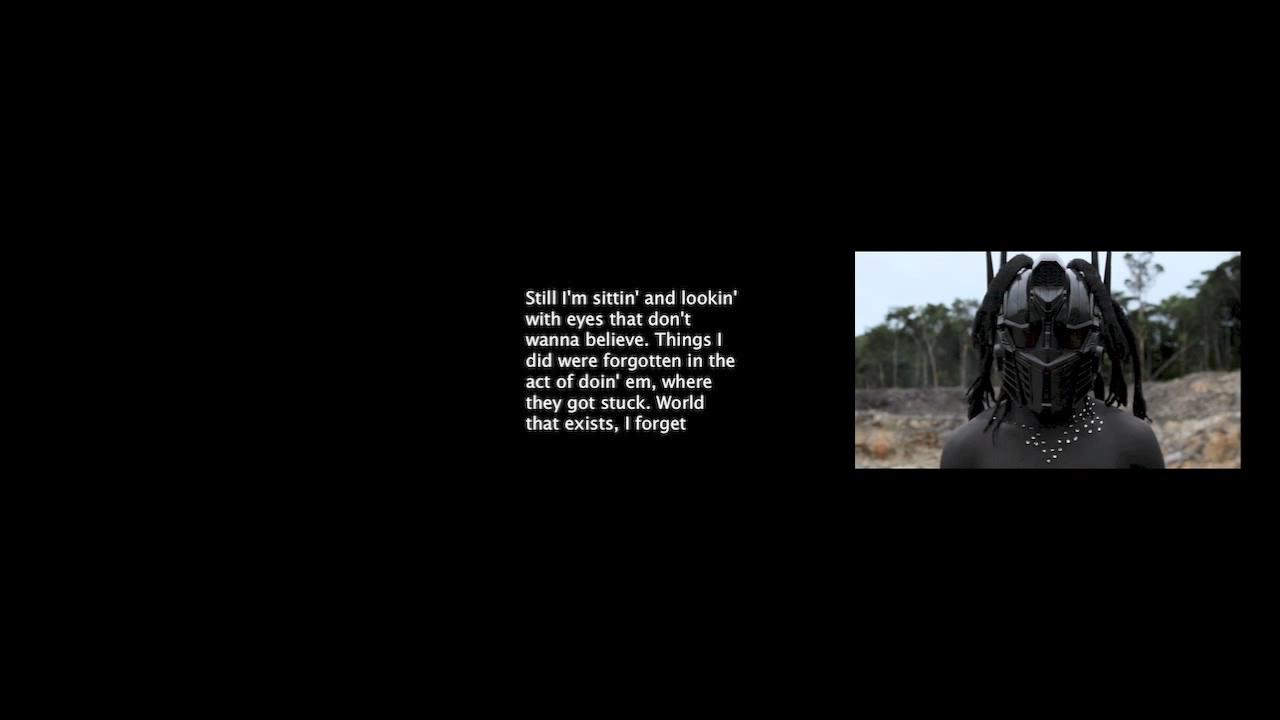 Still I'm sittin' and lookin'
with eyes that don't
wanna believe. Things I
did were forgotten in the
act of doin' em, where
they got stuck. World
that exists, I forget